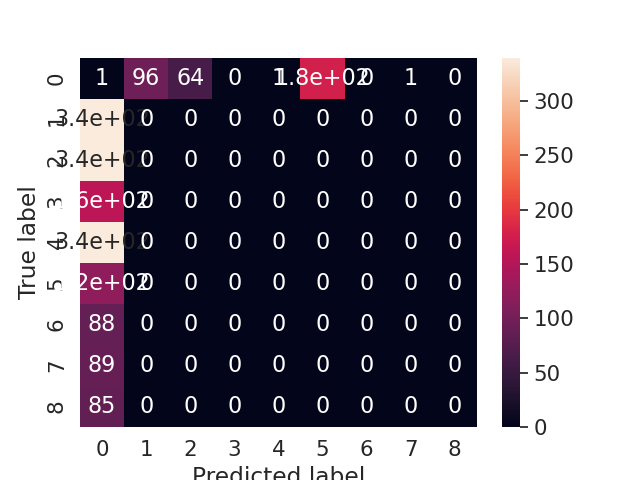 0 1 96 64 0 1 1.8e+02 0 1 0
1 3.4e+02 0 0 0 0 0 0 0 0
2 3.4e+02 0 0 0 0 0 0 0 0
3 6e+02 0 0 0 0 0 0 0 0
4 3.4e+02 0 0 0 0 0 0 0 0
5 2e+02 0 0 0 0 0 0 0 0
6 88 0 0 0 0 0 0 0 0
7 89 0 0 0 0 0 0 0 0
8 85 0 0 0 0 0 0 0 0
0 1 2 3 4 5 6 7 8
Predicted label
True label
300
250
200
150
100
50
0